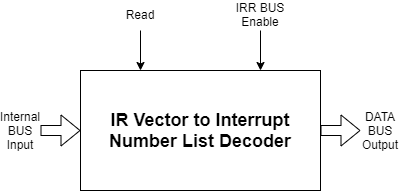 Read
IRR BUS
Enable
Internal
BUS
Input
IR Vector to Interrupt
Number List Decoder
DATA
BUS
Output